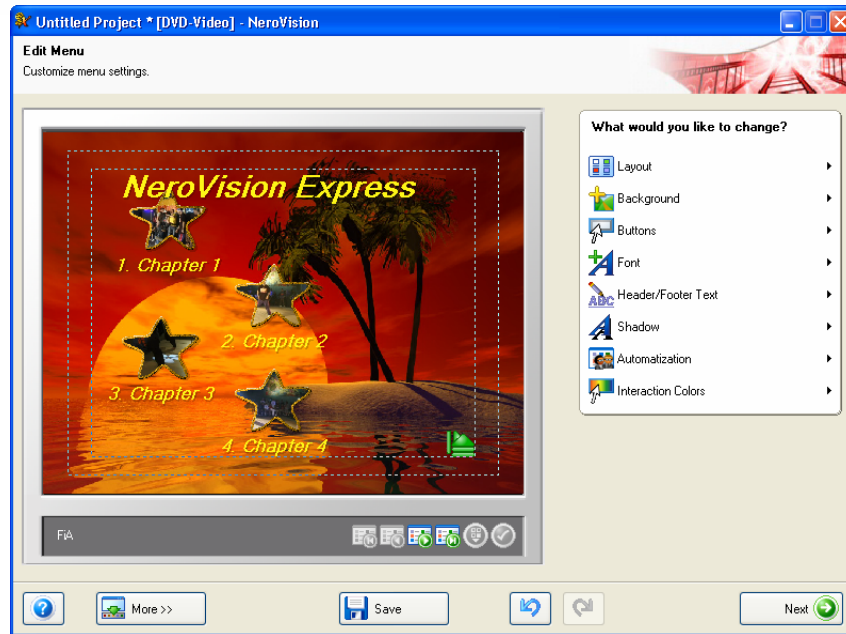 Untitled Project * [DVD-Video] - NeroVision
Edit Menu
Customize menu settings.
NeroVision Express
1. Chapter 1
2. Chapter 2
3. Chapter 3
4. Chapter 4
FiA
What would you like to change?
Layout
Background
Buttons
Font
ABC Header/Footer Text
Shadow
Automatization
Interaction Colors
More >>
Save
Next